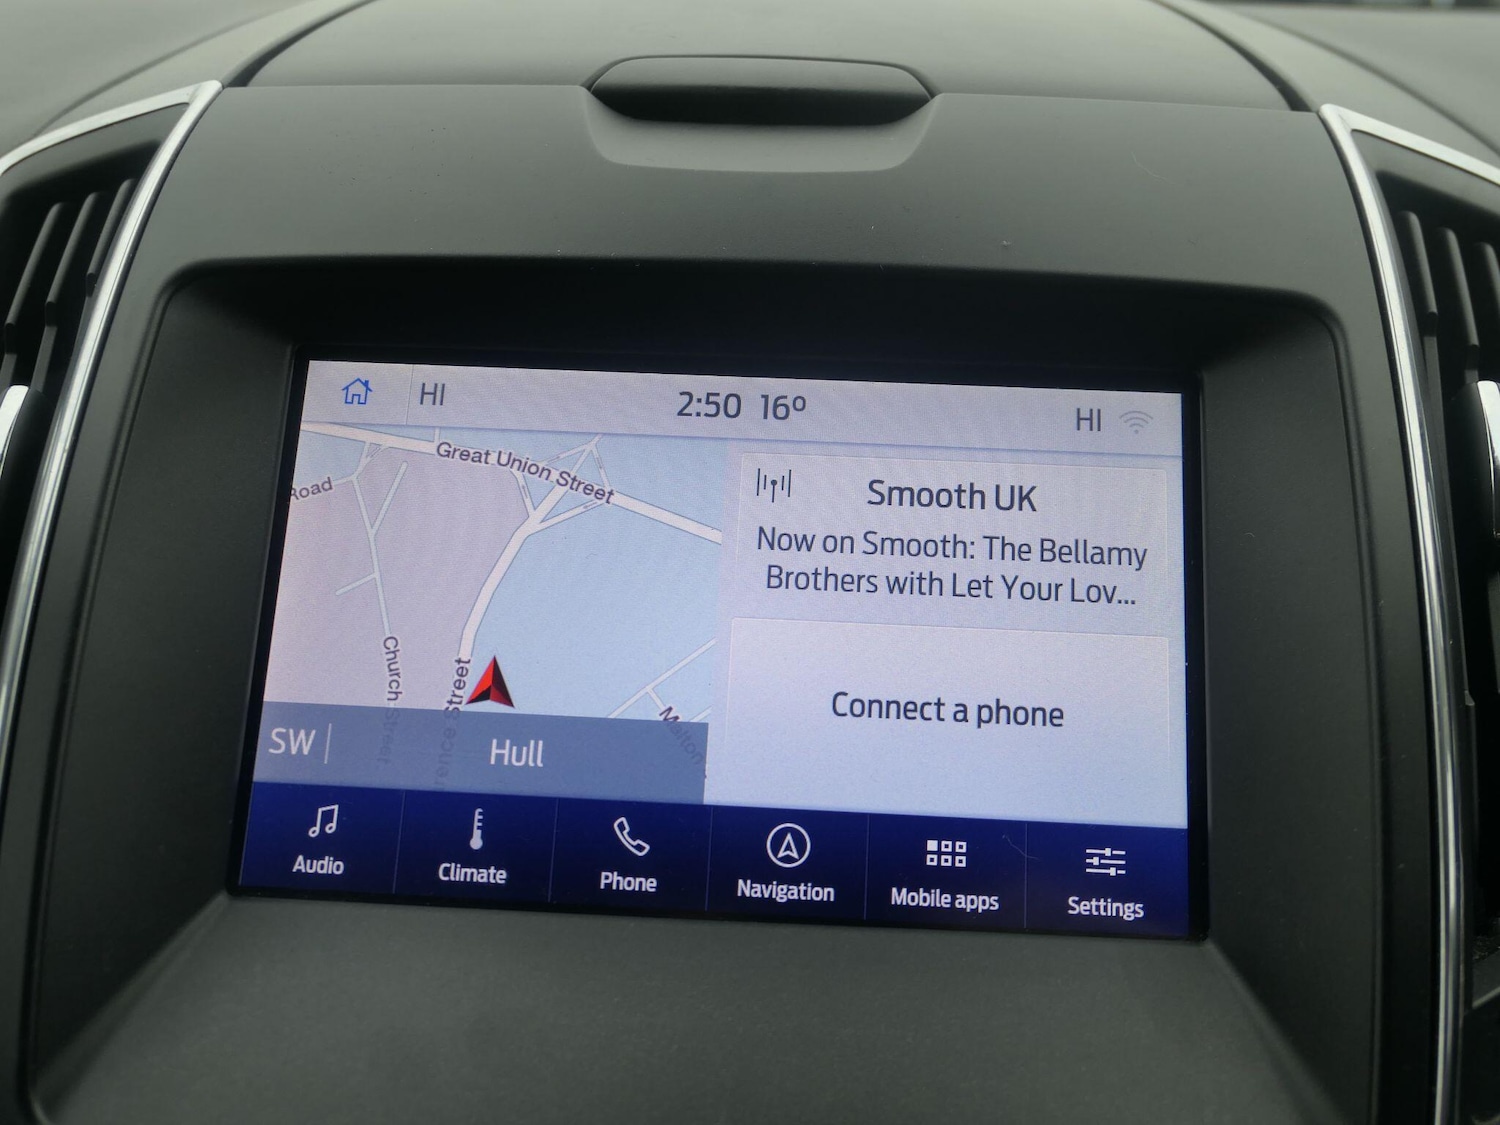 HI
2:50 16º
HI
Great Union Street
Road
Church Street
Street
SW
Hull
Smooth UK
Now on Smooth: The Bellamy
Brothers with Let Your Lov...
Connect a phone
Audio
Climate
Phone
Navigation
Mobile apps
Settings